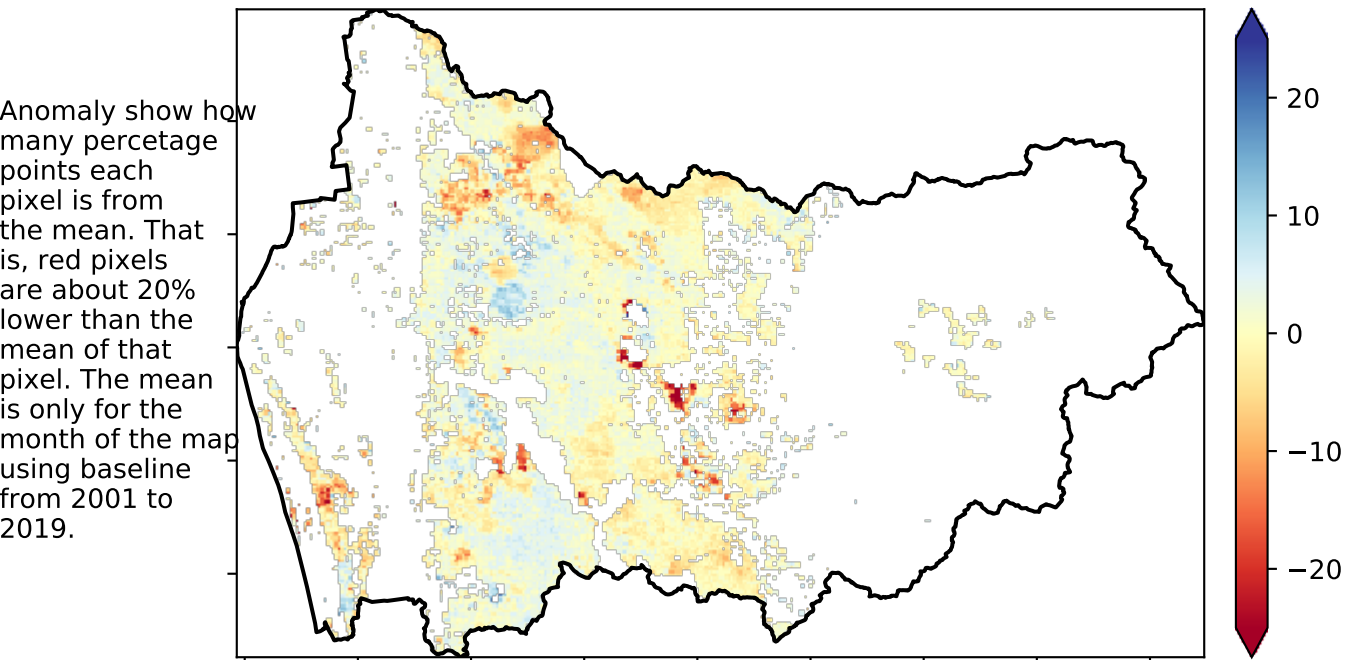 Anomaly show how
many percetage
points each
pixel is from
the mean. That
is, red pixels
are about 20%
lower than the
mean of that
pixel. The mean
is only for the
month of the map
using baseline
from 2001 to
2019.
20
10
0
−10
−20